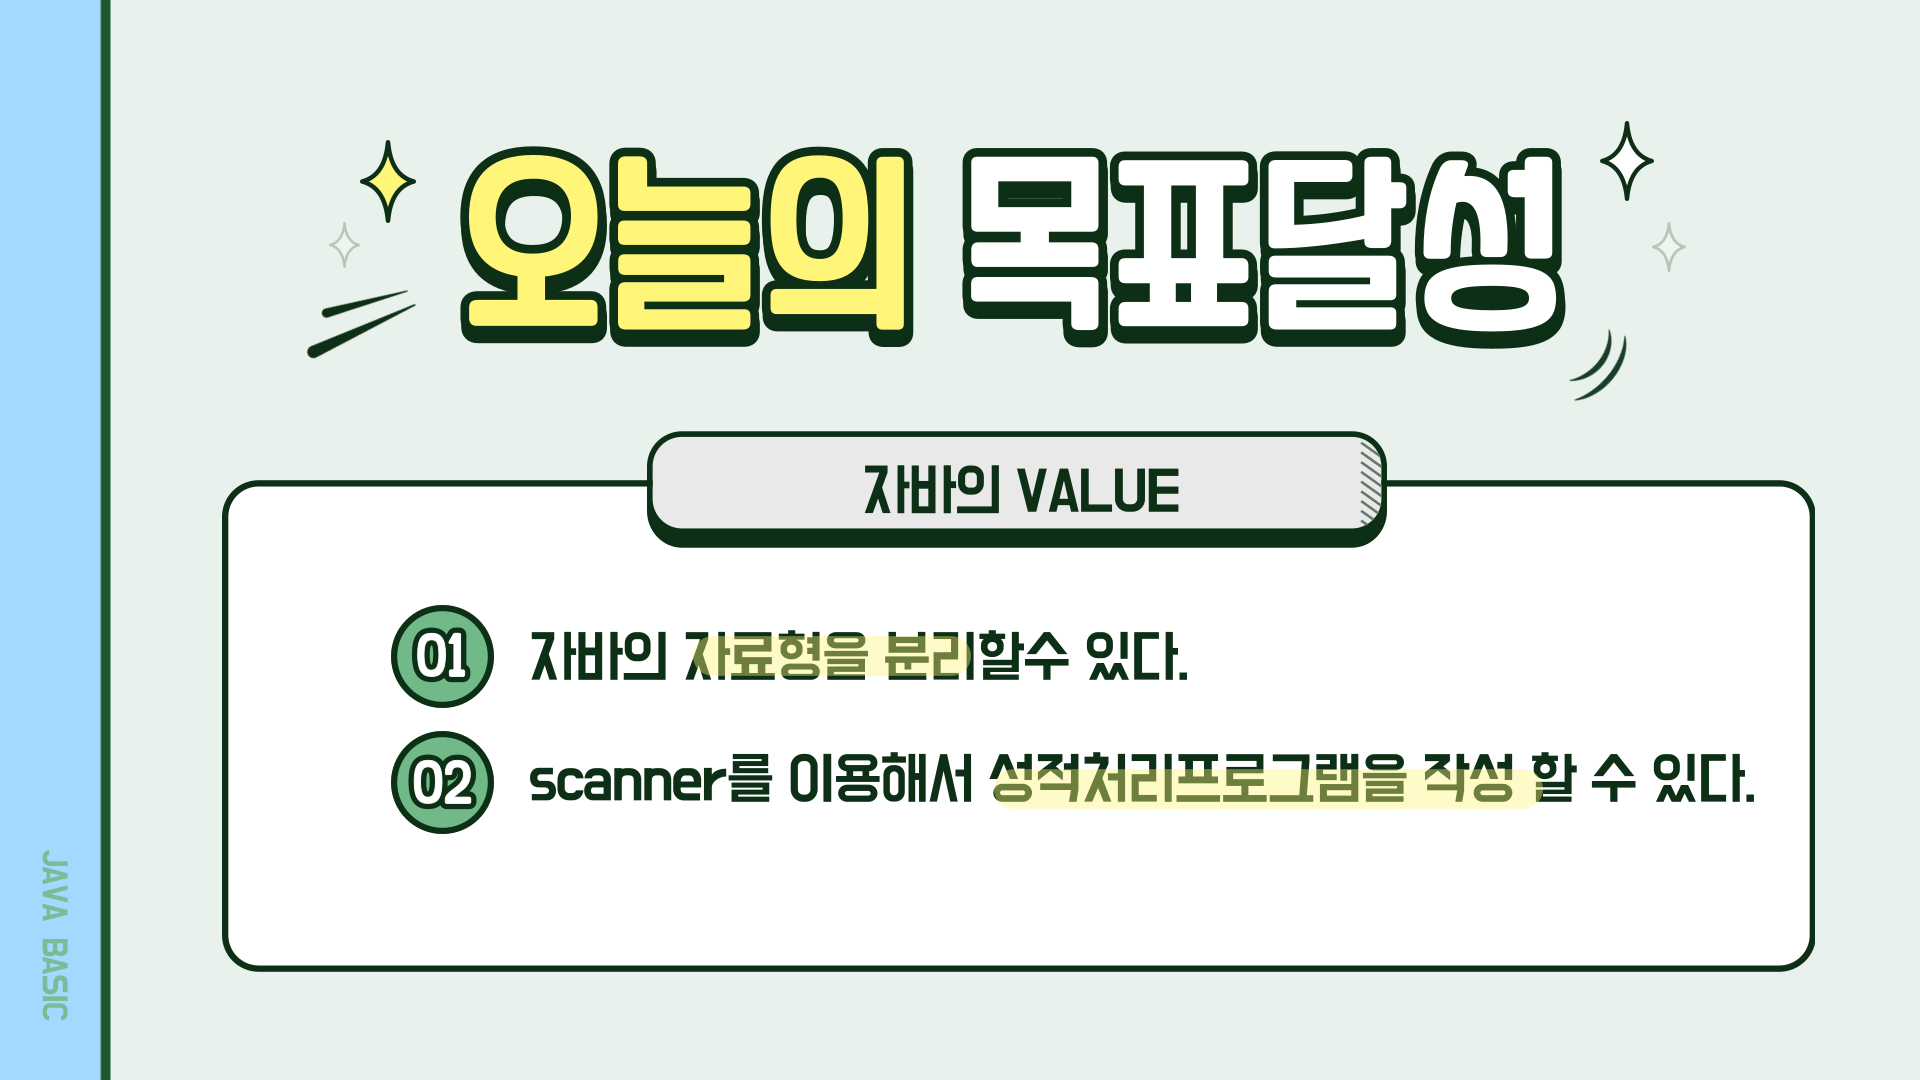 오늘의 목표달성
자바의 VALUE
01 자바의 자료형을 분리할수 있다.
02 scanner를 이용해서 성적처리프로그램을 작성 할 수 있다.
JAVA BASIC